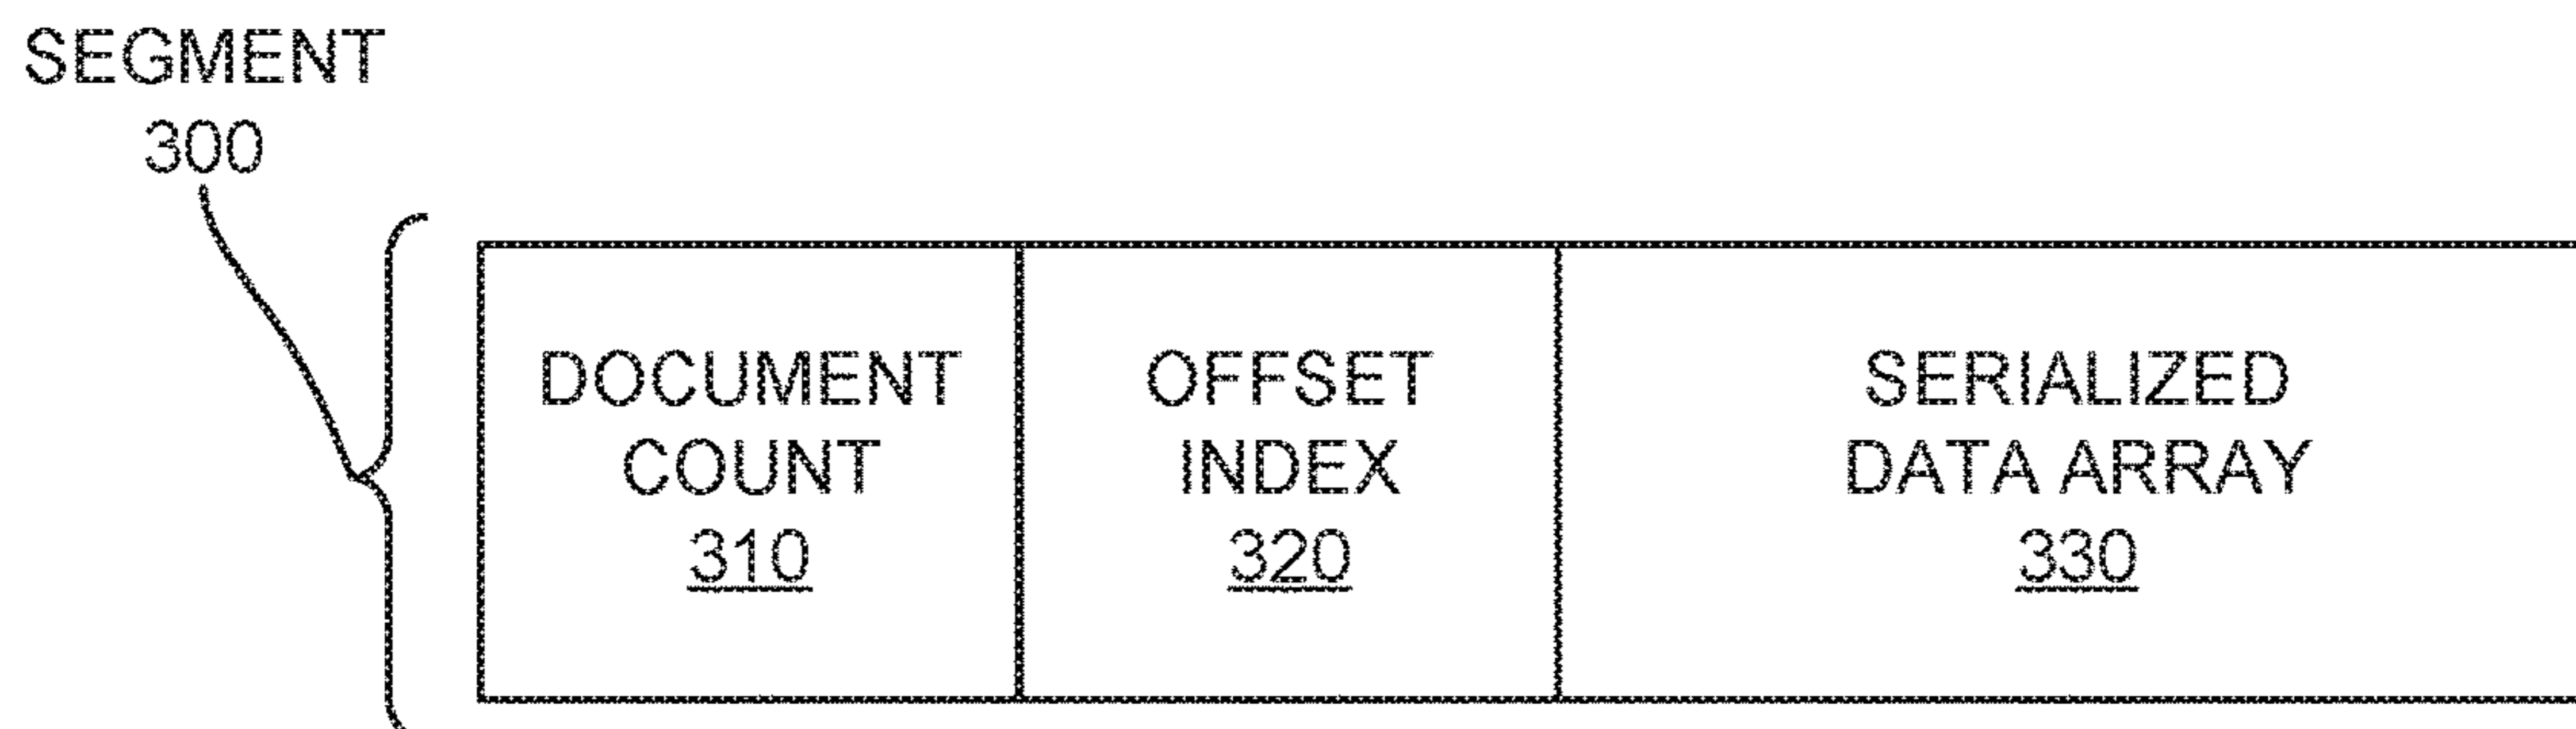 SEGMENT
300
DOCUMENT
COUNT
310
OFFSET
INDEX
320
SERIALIZED
DATA ARRAY
330